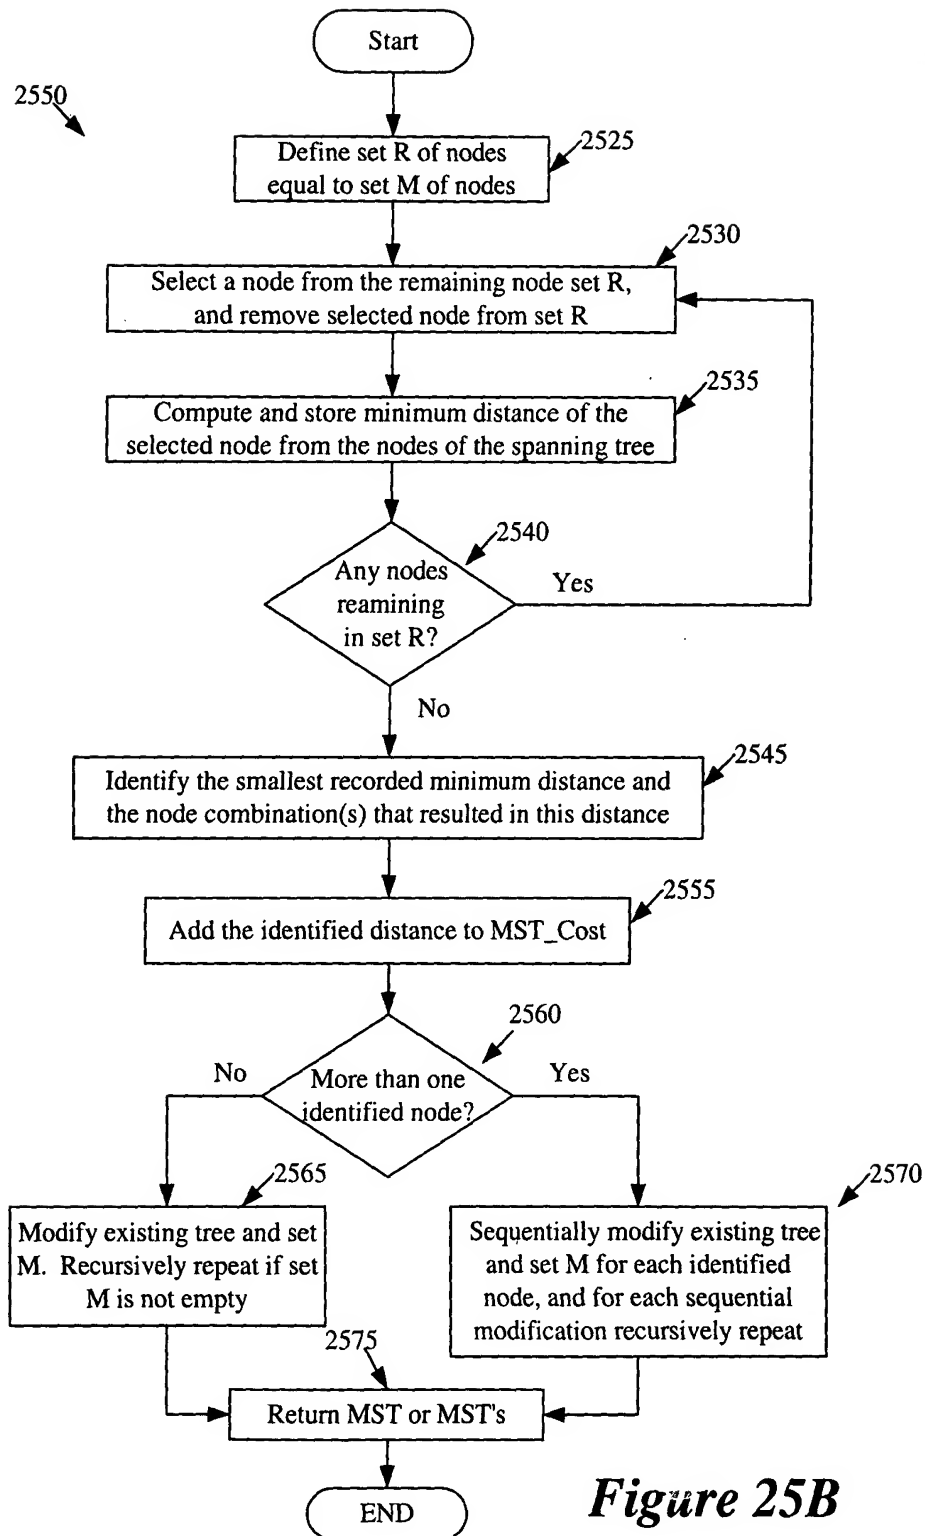 Start
2550
2525
Define set R of nodes
equal to set M of nodes
2530
Select a node from the remaining node set R,
and remove selected node from set R
2535
Compute and store minimum distance of the
selected node from the nodes of the spanning tree
2540
Any nodes
reamining
in set R?
Yes
No
2545
Identify the smallest recorded minimum distance and
the node combination(s) that resulted in this distance
2555
Add the identified distance to MST_Cost
2560
No
More than one
identified node?
Yes
2565
2570
Modify existing tree and set
M. Recursively repeat if set
M is not empty
Sequentially modify existing tree
and set M for each identified
node, and for each sequential
modification recursively repeat
2575
Return MST or MST's
END
Figure 25B